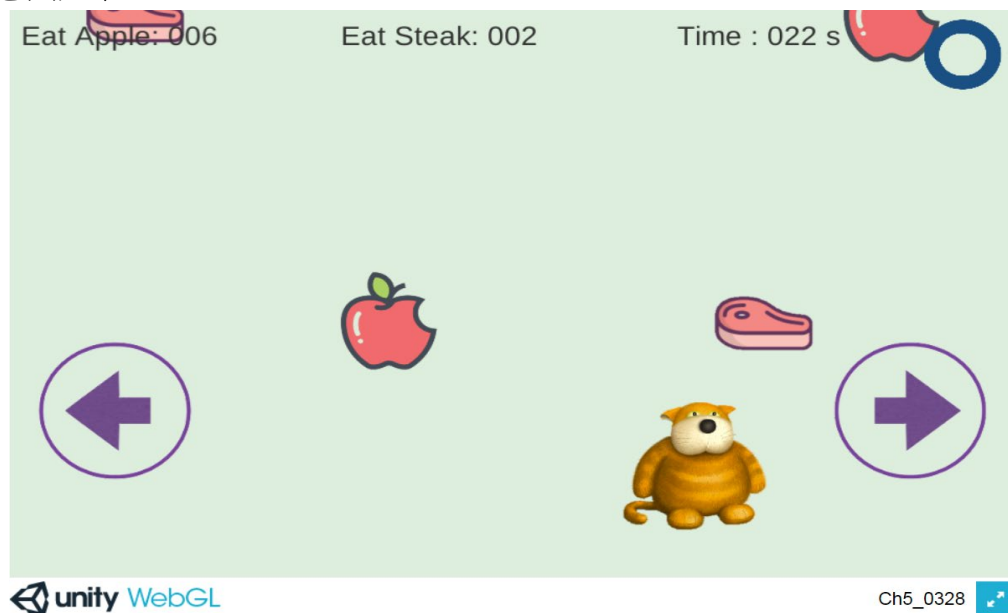 Eat Apple: 006
Eat Steak: 002
Time : 022 s
unity WebGL
Ch5_0328